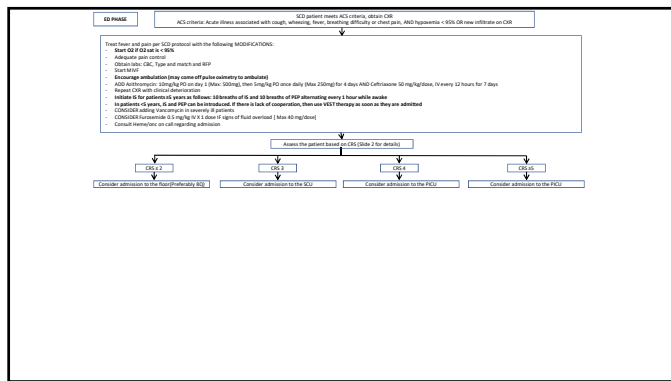 ED PHASE
SCD patient meets ACS criteria, obtain CXR
ACS criteria: Acute illness associated with cough, wheezing, fever, breathing difficulty or chest pain, AND hypoxemia < 95% OR new infiltrate on CXR
Treat fever and pain per SCD protocol with the following MODIFICATIONS:
- Start O2 if O2 sat is < 95%
- Adequate pain control
- Obtain labs: CBC, Type and match and RFP
- Start MIVF
- Encourage ambulation (may come off pulse oximetry to ambulate)
- ADD Azithromycin: 10mg/kg PO on day 1 (Max: 500mg), then 5mg/kg PO once daily (Max 250mg) for 4 days AND Ceftriaxone 50 mg/kg/dose, IV every 12 hours for 7 days
- Repeat CXR with clinical deterioration
- Initiate IS for patients ≥5 years as follows: 10 breaths of IS and 10 breaths of PEP alternating every 1 hour while awake
- In patients <5 years, IS and PEP can be introduced. If there is lack of cooperation, then use VEST therapy as soon as they are admitted
- CONSIDER adding Vancomycin in severely ill patients
- CONSIDER Furosemide 0.5 mg/kg IV X 1 dose IF signs of fluid overload [ Max 40 mg/dose]
- Consult Heme/onc on call regarding admission
Assess the patient based on CRS (Slide 2 for details)
CRS ≤ 2
CRS 3
CRS 4
CRS ≥5
Consider admission to the floor(Preferably 8Q)
Consider admission to the SCU
Consider admission to the PICU
Consider admission to the PICU